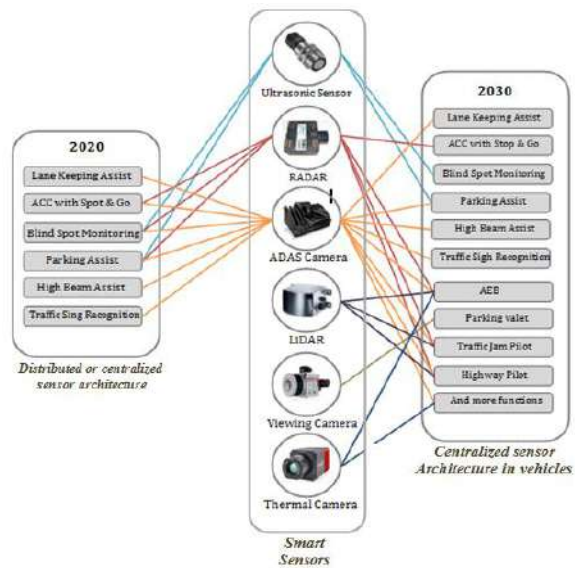 2020
Lane Keeping Assist
ACC with Spot & Go
Blind Spot Monitoring
Parking Assist
High Beam Assist
Traffic Sing Recognition
Distributed or centralized
sensor architecture
Ultrasonic Sensor
RADAR
ADAS Camera
LiDAR
Viewing Camera
Thermal Camera
Smart
Sensors
2030
Lane Keeping Assist
ACC with Stop & Go
Blind Spot Monitoring
Parking Assist
High Beam Assist
Traffic Sigh Recognition
AEB
Parking valet
Traffic Jam Pilot
Highway Pilot
And more functions
Centralized sensor
Architecture in vehicles